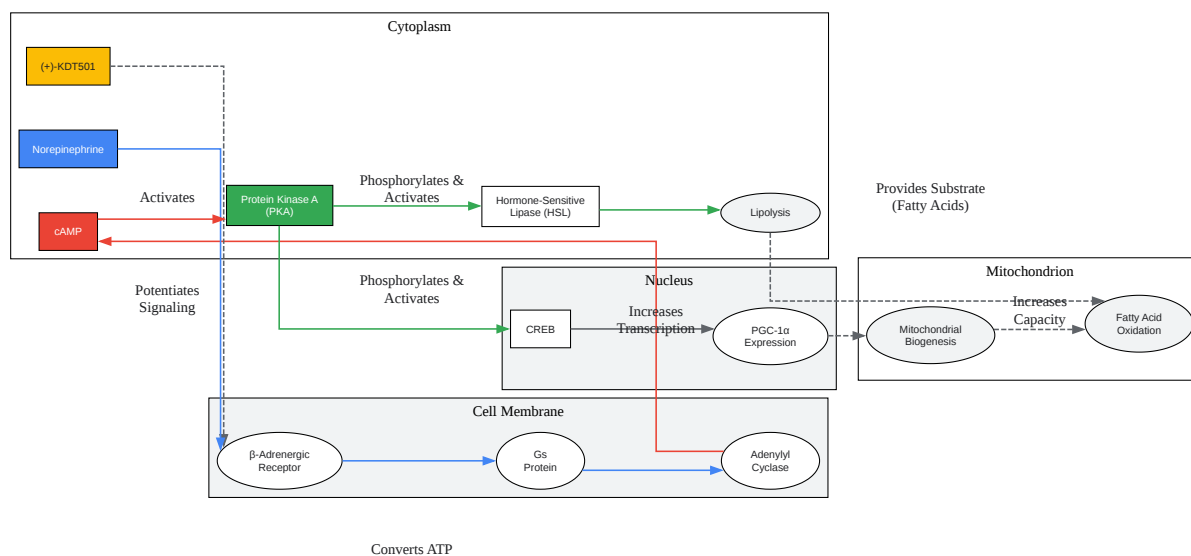 Cytoplasm
(+)-KDT501
Norepinephrine
Activates
Protein Kinase A
(PKA)
Phosphorylates &
Activates
Hormone-Sensitive
Lipase (HSL)
Lipolysis
Provides Substrate
(Fatty Acids)
cAMP
Potentiates
Signaling
Phosphorylates &
Activates
Nucleus
CREB
Increases
Transcription
PGC-1α
Expression
Mitochondrion
Mitochondrial
Biogenesis
Increases
Capacity
Fatty Acid
Oxidation
Cell Membrane
β-Adrenergic
Receptor
Gs
Protein
Adenylyl
Cyclase
Converts ATP